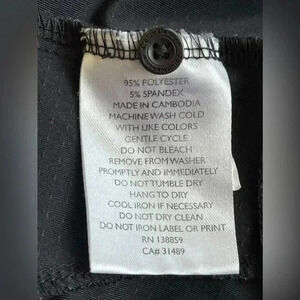 95% POLYESTER
5% SPANDEX
MADE IN CAMBODIA
MACHINE WASH COLD
WITH LIKE COLORS
GENTLE CYCLE
DO NOT BLEACH
REMOVE FROM WASHER
PROMPTLY AND IMMEDIATELY
DO NOT TUMBLE DRY
HANG TO DRY
COOL IRON IF NECESSARY
DO NOT DRY CLEAN
DO NOT IRON LABEL OR PRINT
RN 138859
CA# 31489